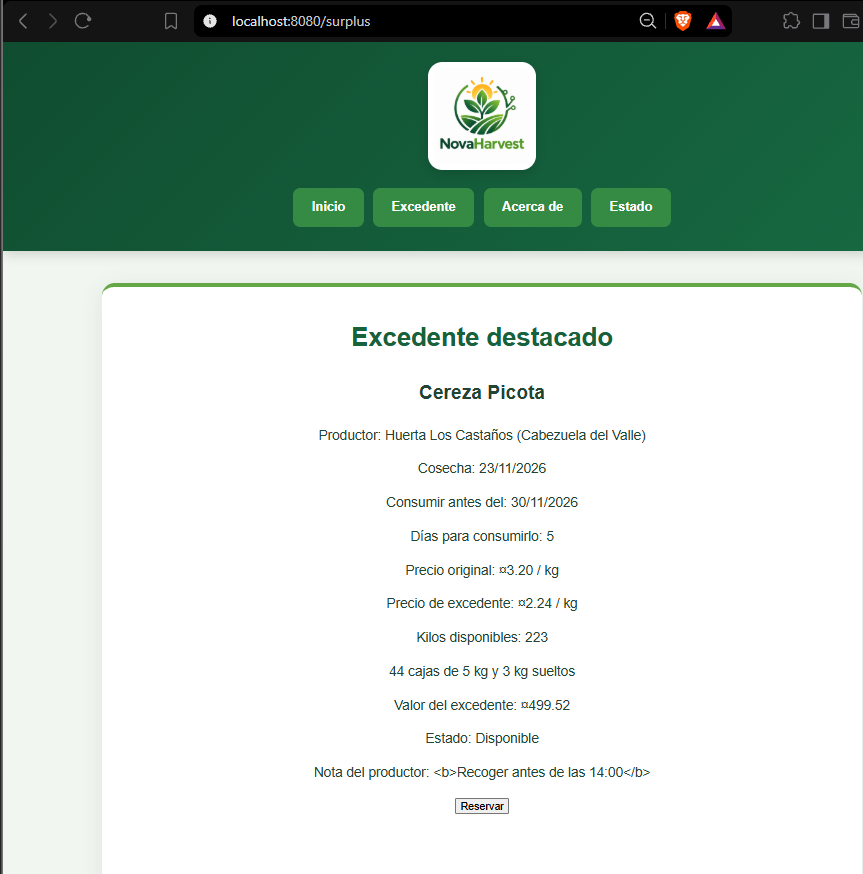 localhost:8080/surplus
NovaHarvest
Inicio
Excedente
Acerca de
Estado
Excedente destacado
Cereza Picota
Productor: Huerta Los Castaños (Cabezuela del Valle)
Cosecha: 23/11/2026
Consumir antes del: 30/11/2026
Días para consumirlo: 5
Precio original: ¤3.20 / kg
Precio de excedente: ¤2.24 / kg
Kilos disponibles: 223
44 cajas de 5 kg y 3 kg sueltos
Valor del excedente: ¤499.52
Estado: Disponible
Nota del productor: <b>Recoger antes de las 14:00</b>
Reservar